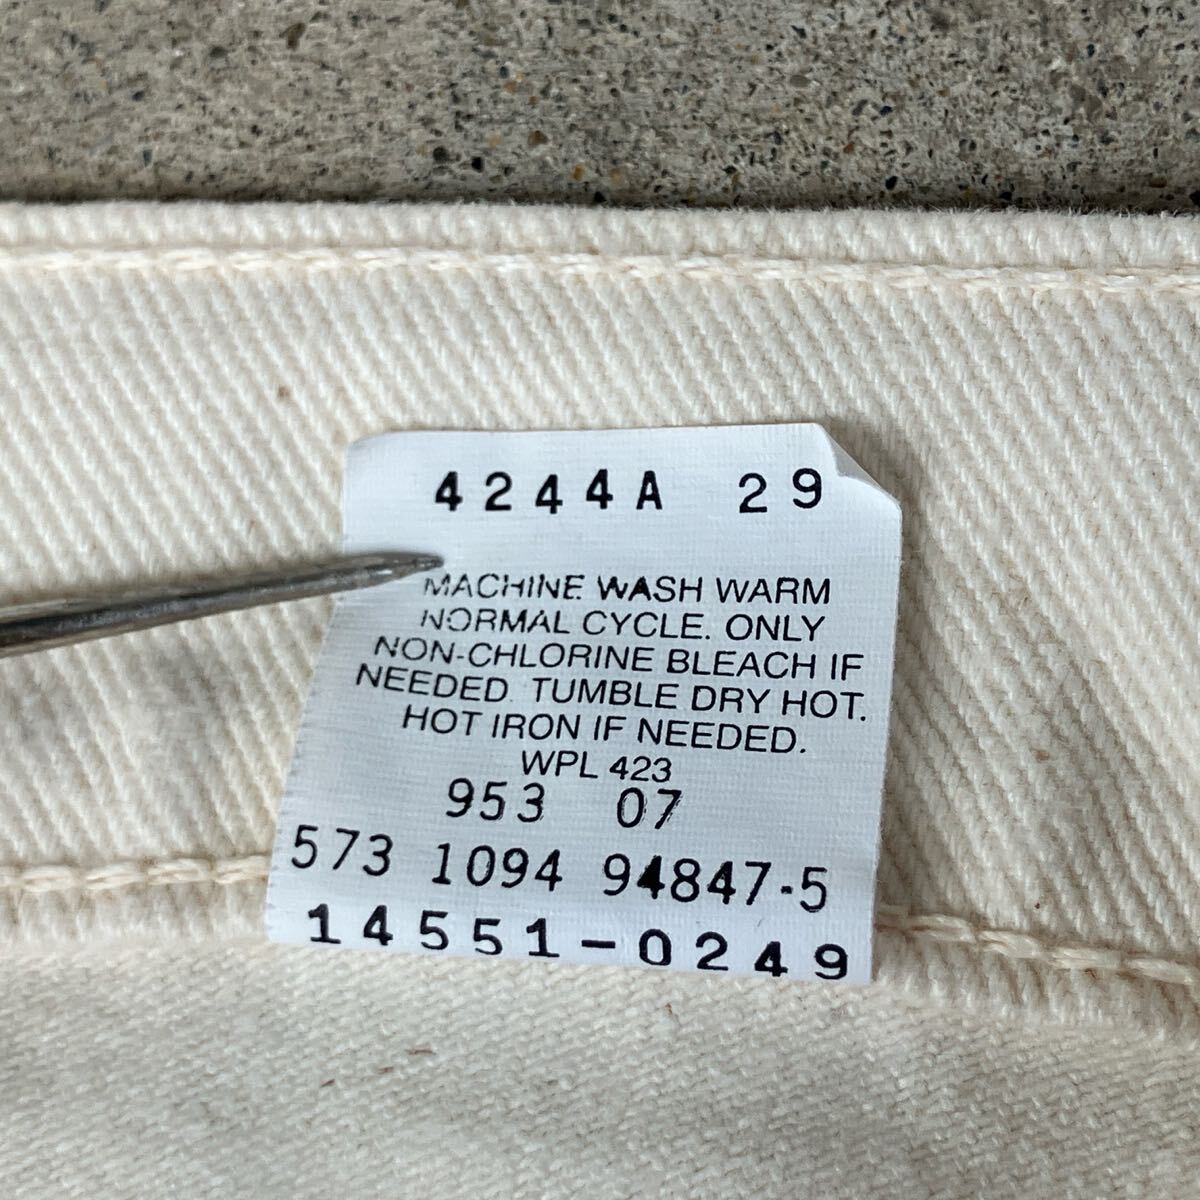 4244A 29
MACHINE WASH WARM
NORMAL CYCLE. ONLY
NON-CHLORINE BLEACH IF
NEEDED. TUMBLE DRY HOT.
HOT IRON IF NEEDED.
WPL 423
953 07
573 1094 94847-5
14551-0249